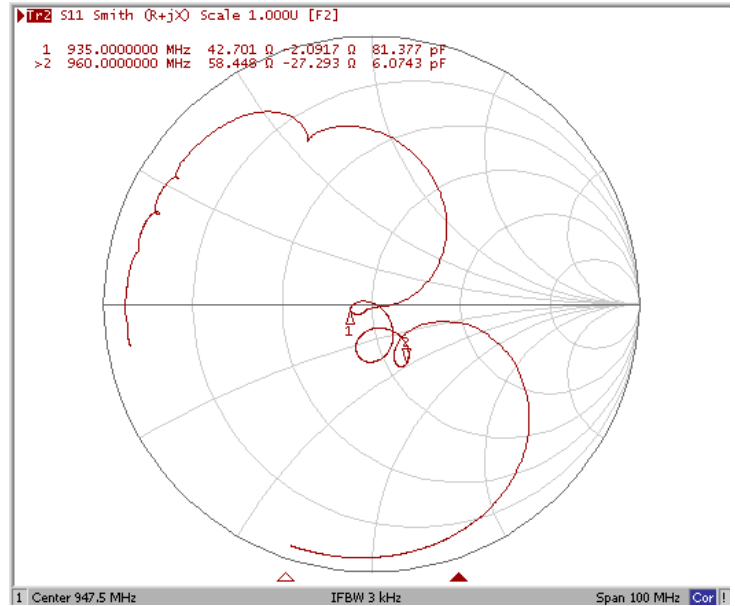 Tr2 S11 Smith (R+jX) Scale 1.000U [F2]
1 935.0000000 MHz 42.701 Ω -2.0917 Ω 81.377 pF
>2 960.0000000 MHz 58.448 Ω -27.293 Ω 6.0743 pF
1
2
1 Center 947.5 MHz IFBW 3 kHz Span 100 MHz Cor !